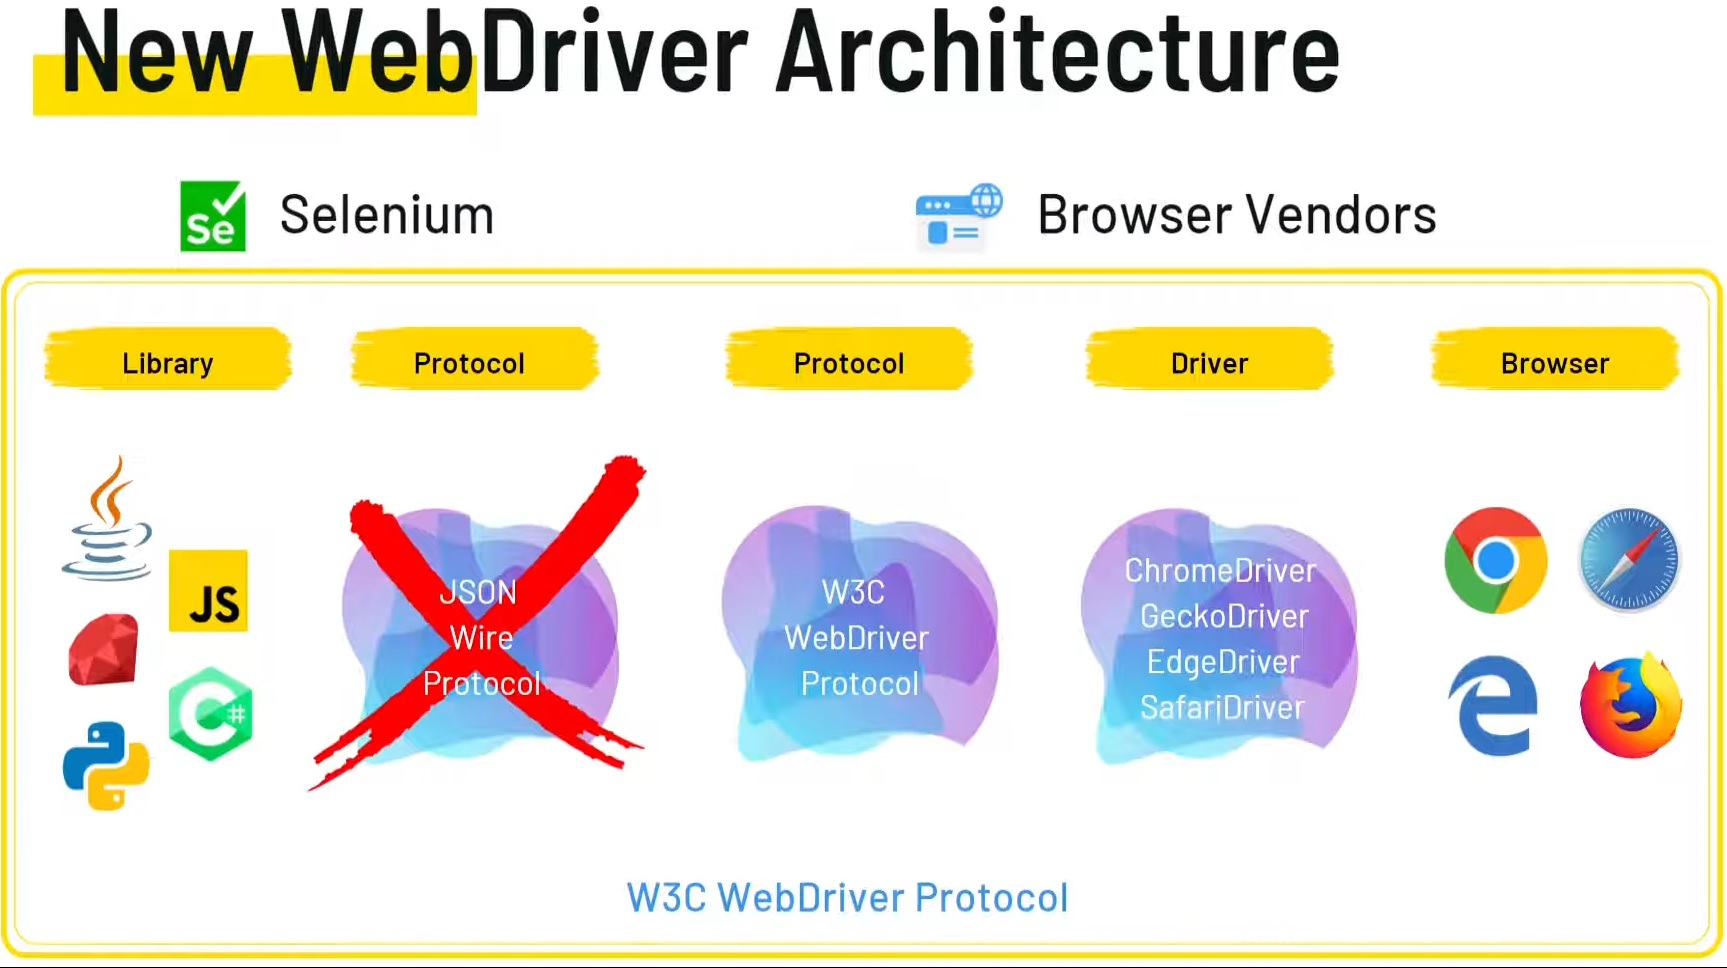 New WebDriver Architecture
Se
Selenium
Browser Vendors
Library
Protocol
Protocol
Driver
Browser
JS
C#
JSON
Wire
Protocol
W3C
WebDriver
Protocol
ChromeDriver
GeckoDriver
EdgeDriver
SafariDriver
W3C WebDriver Protocol